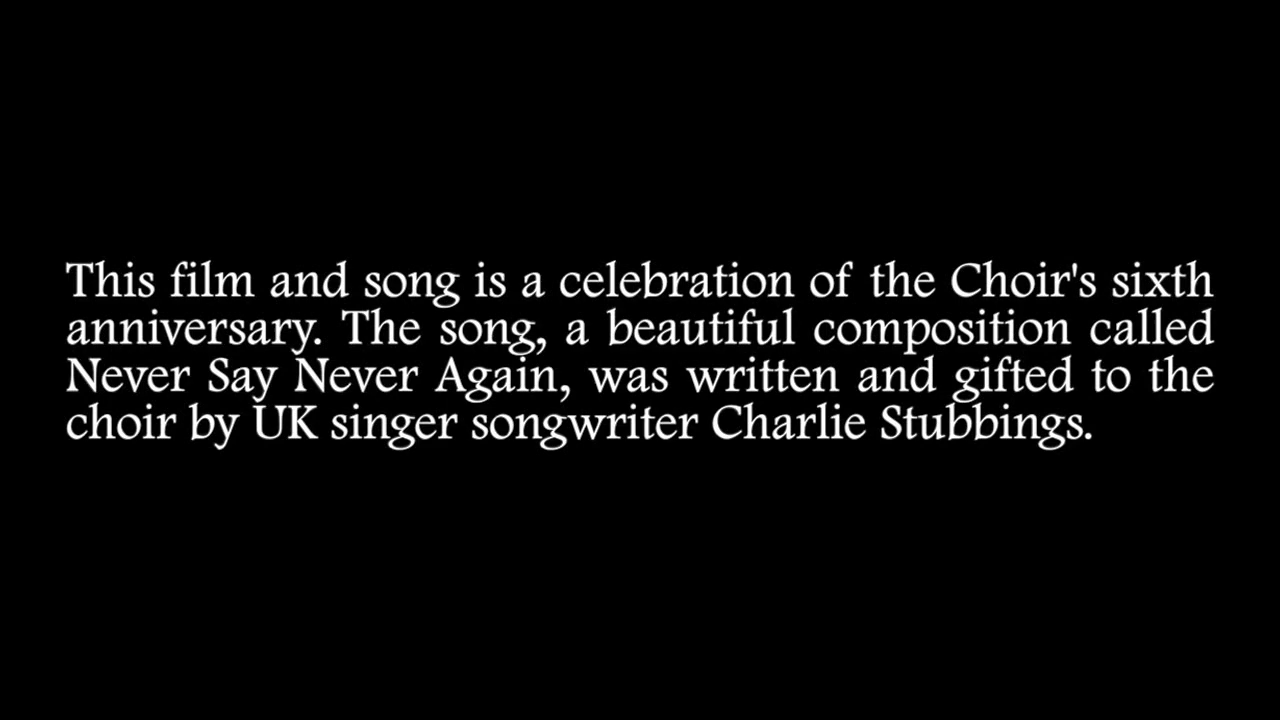 This film and song is a celebration of the Choir's sixth
anniversary. The song, a beautiful composition called
Never Say Never Again, was written and gifted to the
choir by UK singer songwriter Charlie Stubbings.